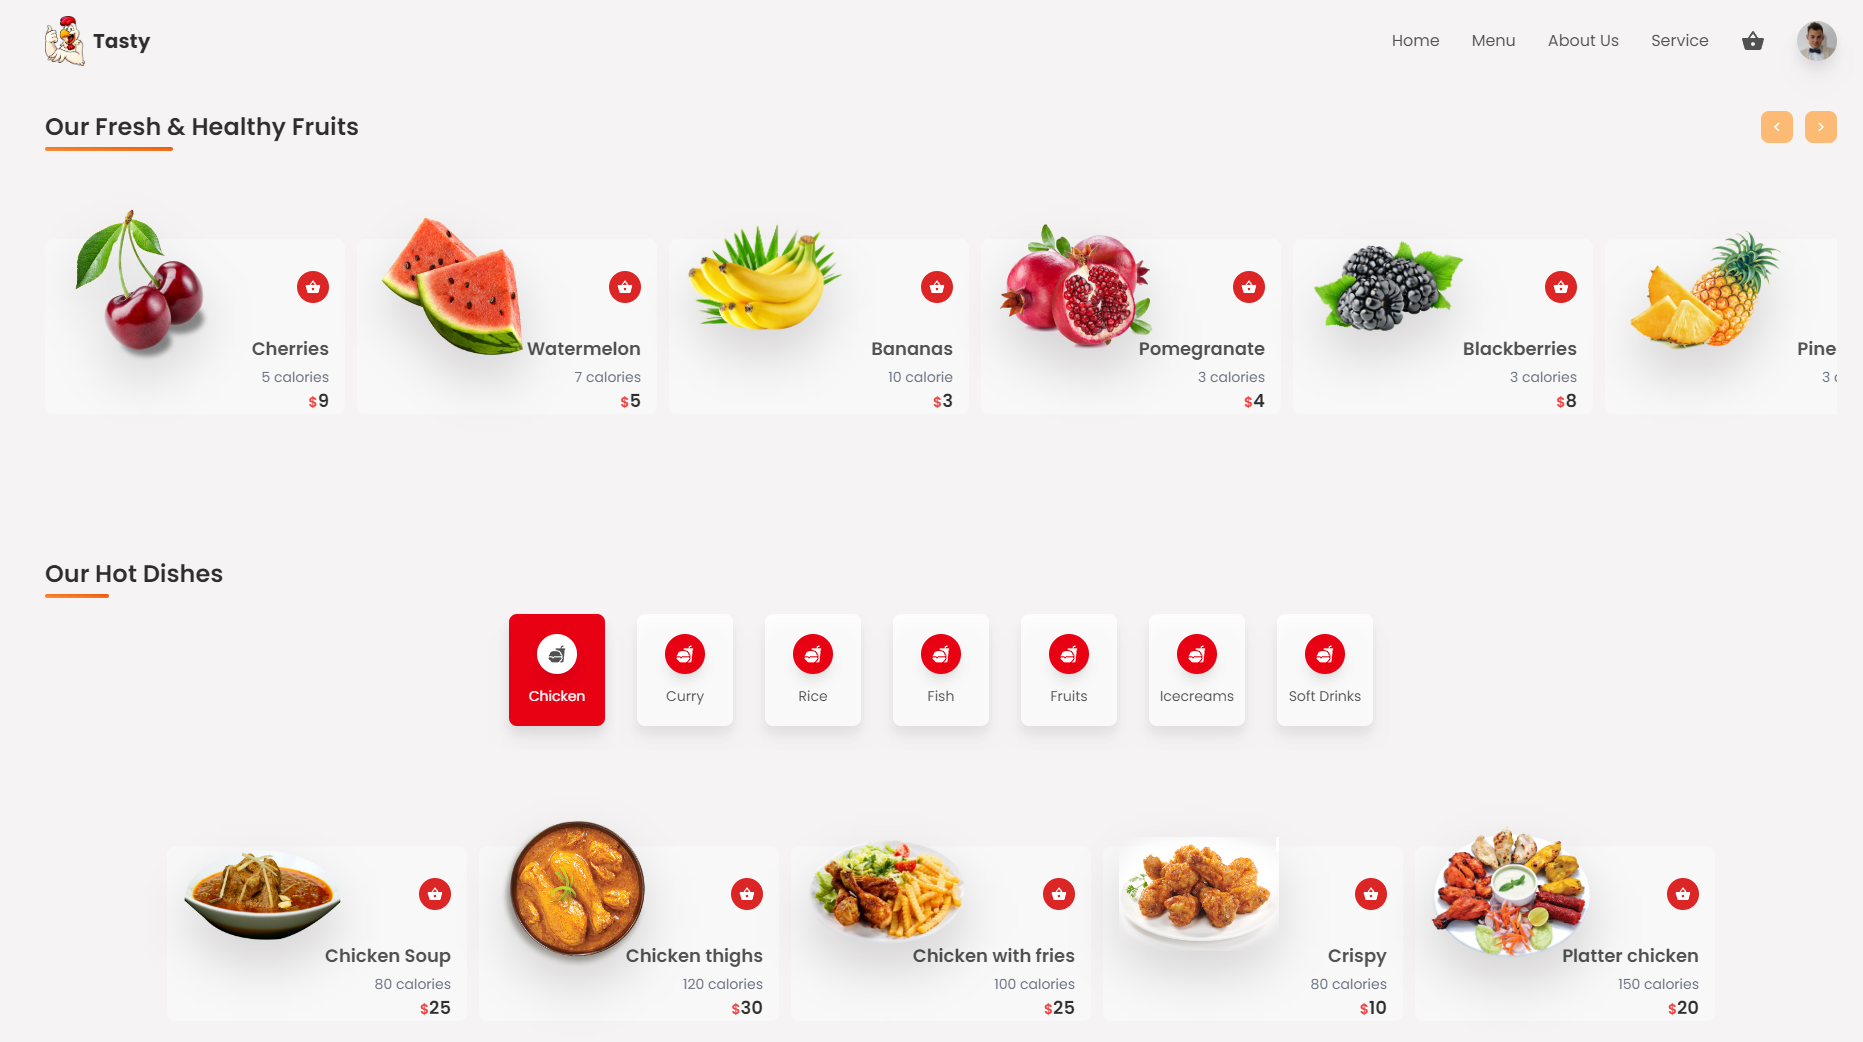 Tasty
Home Menu About Us Service
Our Fresh & Healthy Fruits
Cherries
5 calories
$9
Watermelon
7 calories
$5
Bananas
10 calorie
$3
Pomegranate
3 calories
$4
Blackberries
3 calories
$8
Pine
3
Our Hot Dishes
Chicken
Curry
Rice
Fish
Fruits
Icecreams
Soft Drinks
Chicken Soup
80 calories
$25
Chicken thighs
120 calories
$30
Chicken with fries
100 calories
$25
Crispy
80 calories
$10
Platter chicken
150 calories
$20